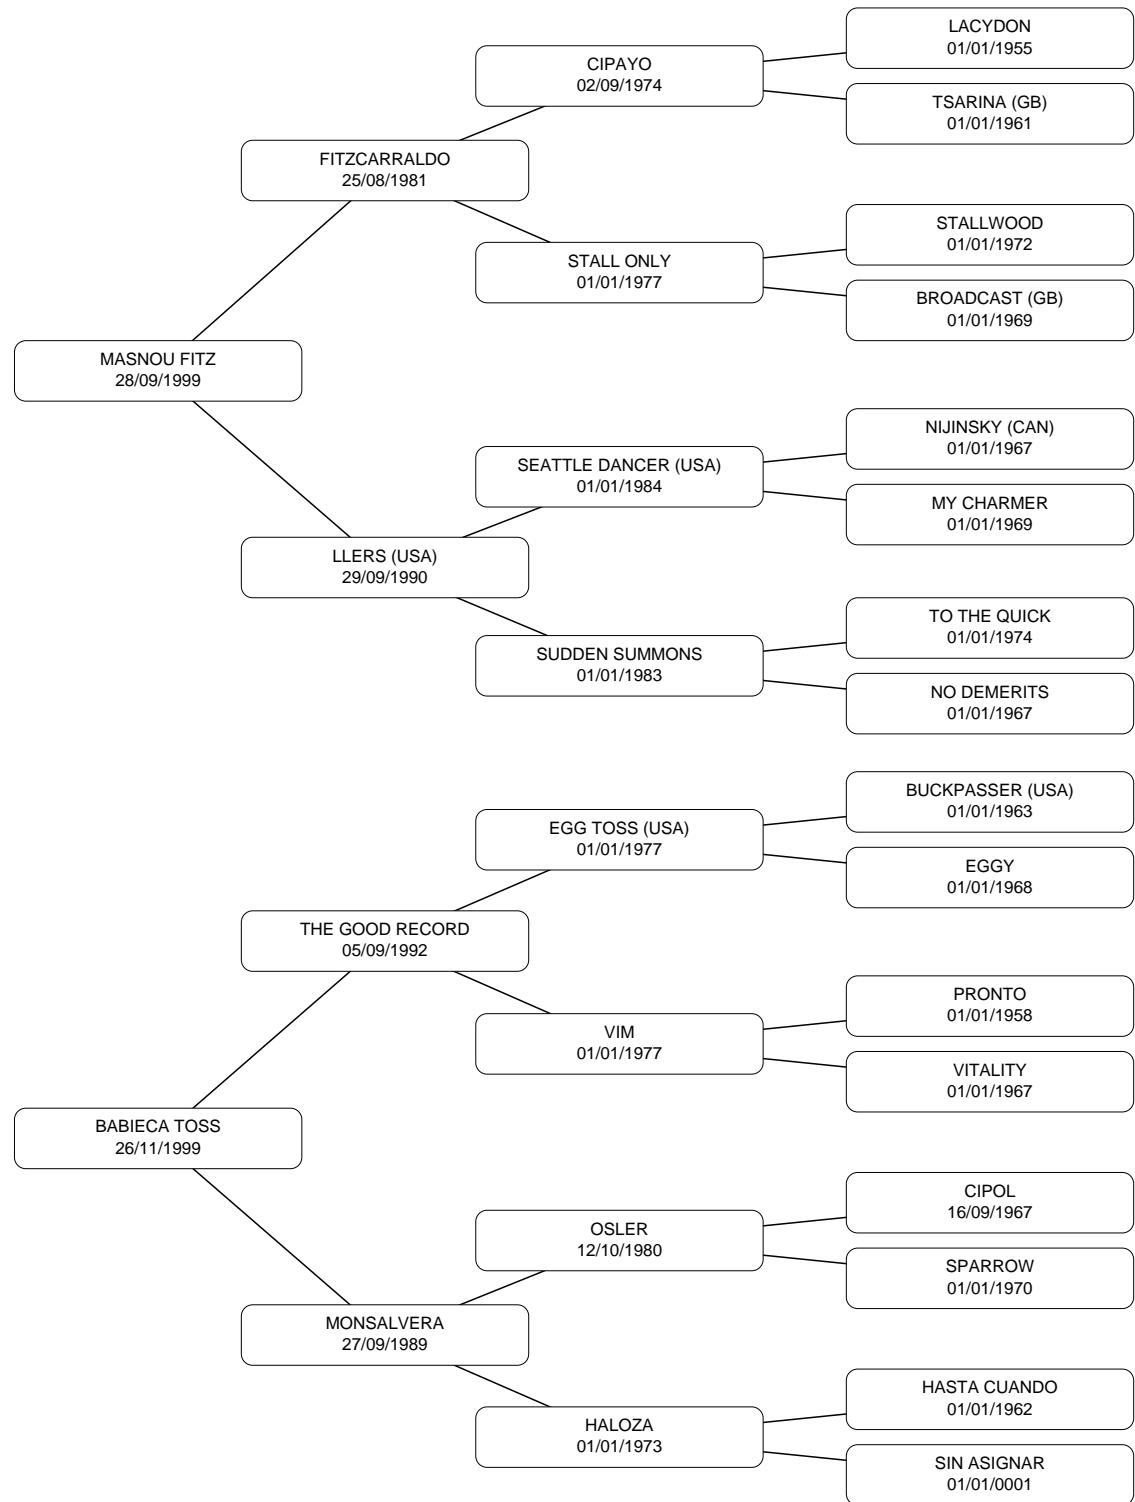 LACYDON
01/01/1955
CIPAYO
02/09/1974
TSARINA (GB)
01/01/1961
FITZCARRALDO
25/08/1981
STALLWOOD
01/01/1972
STALL ONLY
01/01/1977
BROADCAST (GB)
01/01/1969
MASNOU FITZ
28/09/1999
NIJINSKY (CAN)
01/01/1967
SEATTLE DANCER (USA)
01/01/1984
MY CHARMER
01/01/1969
LLERS (USA)
29/09/1990
TO THE QUICK
01/01/1974
SUDDEN SUMMONS
01/01/1983
NO DEMERITS
01/01/1967
BUCKPASSER (USA)
01/01/1963
EGG TOSS (USA)
01/01/1977
EGGY
01/01/1968
THE GOOD RECORD
05/09/1992
PRONTO
01/01/1958
VIM
01/01/1977
VITALITY
01/01/1967
BABIECA TOSS
26/11/1999
CIPOL
16/09/1967
OSLER
12/10/1980
SPARROW
01/01/1970
MONSALVERA
27/09/1989
HASTA CUANDO
01/01/1962
HALOZA
01/01/1973
SIN ASIGNAR
01/01/0001